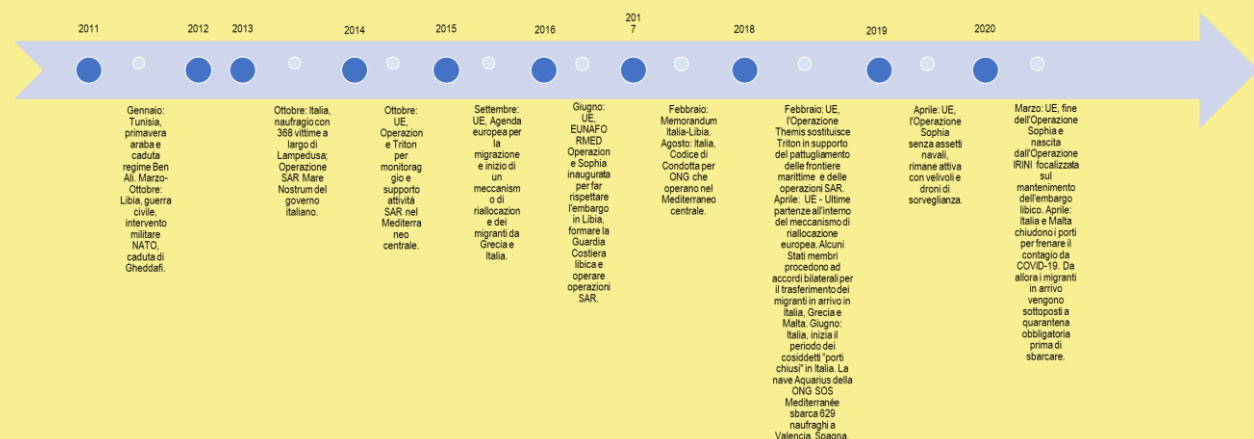 2011
2012
2013
2014
2015
2016
201
7
2018
2019
2020
Gennaio:
Tunisia,
primavera
araba e
caduta
regime Ben
Ali. Marzo-
Ottobre:
Libia, guerra
civile,
intervento
militare
NATO,
caduta di
Gheddafi.
Ottobre: Italia,
naufragio con
368 vittime a
largo di
Lampedusa;
Operazione
SAR Mare
Nostrum del
governo
italiano.
Ottobre:
UE,
Operazion
e Triton
per
monitorag
gio e
supporto
attività
SAR nel
Mediterra
neo
centrale.
Settembre:
UE, Agenda
europea per
la
migrazione
e inizio di
un
meccanism
o di
riallocazion
e dei
migranti da
Grecia e
Italia.
Giugno:
UE,
EUNAFO
RMED
Operazion
e Sophia
inaugurata
per far
rispettare
l'embargo
in Libia,
formare la
Guardia
Costiera
libica e
operare
operazioni
SAR.
Febbraio:
Memorandum
Italia-Libia.
Agosto: Italia,
Codice di
Condotta per
ONG che
operano nel
Mediterraneo
centrale.
Febbraio: UE,
l'Operazione
Themis sostituisce
Triton in supporto
del pattugliamento
delle frontiere
marittime e delle
operazioni SAR.
Aprile: UE - Ultime
partenze all'interno
del meccanismo di
riallocazione
europea. Alcuni
Stati membri
procedono ad
accordi bilaterali per
il trasferimento dei
migranti in arrivo in
Italia, Grecia e
Malta. Giugno:
Italia, inizia il
periodo dei
cosiddetti "porti
chiusi" in Italia. La
nave Aquarius della
ONG SOS
Mediterranée
sbarca 629
naufraghi a
Valencia, Spagna.
Aprile: UE,
l'Operazione
Sophia
senza assetti
navali,
rimane attiva
con velivoli e
droni di
sorveglianza.
Marzo: UE, fine
dell'Operazione
Sophia e
nascita
dall'Operazione
IRINI focalizzata
sul
mantenimento
dell'embargo
libico. Aprile:
Italia e Malta
chiudono i porti
per frenare il
contagio da
COVID-19. Da
allora i migranti
in arrivo
vengono
sottoposti a
quarantena
obbligatoria
prima di
sbarcare.